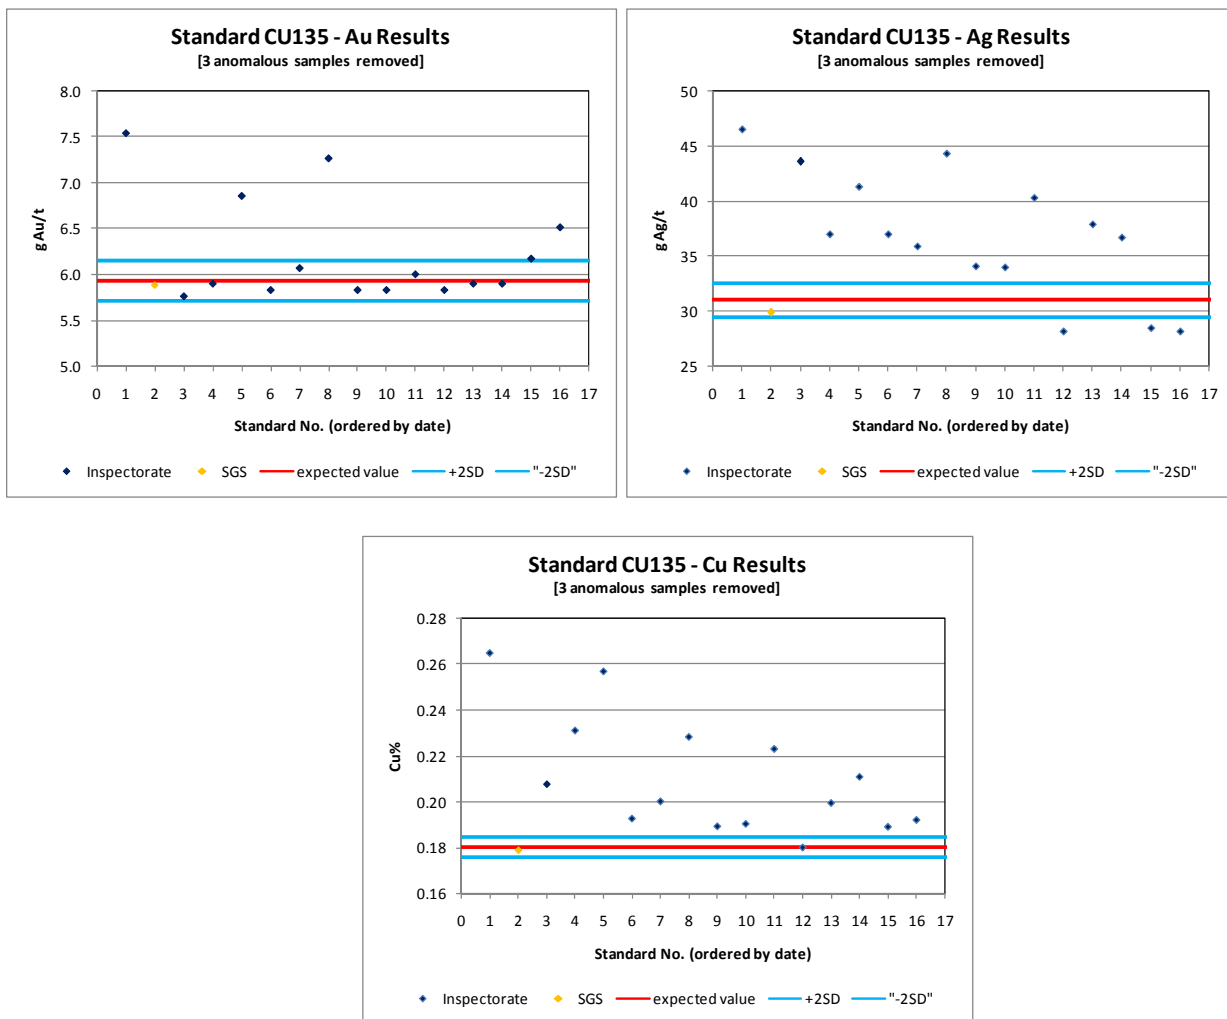 Standard CU135 - Au Results
[3 anomalous samples removed]
8.0
7.5
7.0
6.5
6.0
5.5
5.0
g Au/t
0 1 2 3 4 5 6 7 8 9 10 11 12 13 14 15 16 17
Standard No. (ordered by date)
Inspectorate SGS expected value +2SD "-2SD"
Standard CU135 - Ag Results
[3 anomalous samples removed]
50
45
40
35
30
25
g Ag/t
0 1 2 3 4 5 6 7 8 9 10 11 12 13 14 15 16 17
Standard No. (ordered by date)
Inspectorate SGS expected value +2SD "-2SD"
Standard CU135 - Cu Results
[3 anomalous samples removed]
0.28
0.26
0.24
0.22
0.20
0.18
0.16
Cu%
0 1 2 3 4 5 6 7 8 9 10 11 12 13 14 15 16 17
Standard No. (ordered by date)
Inspectorate SGS expected value +2SD "-2SD"